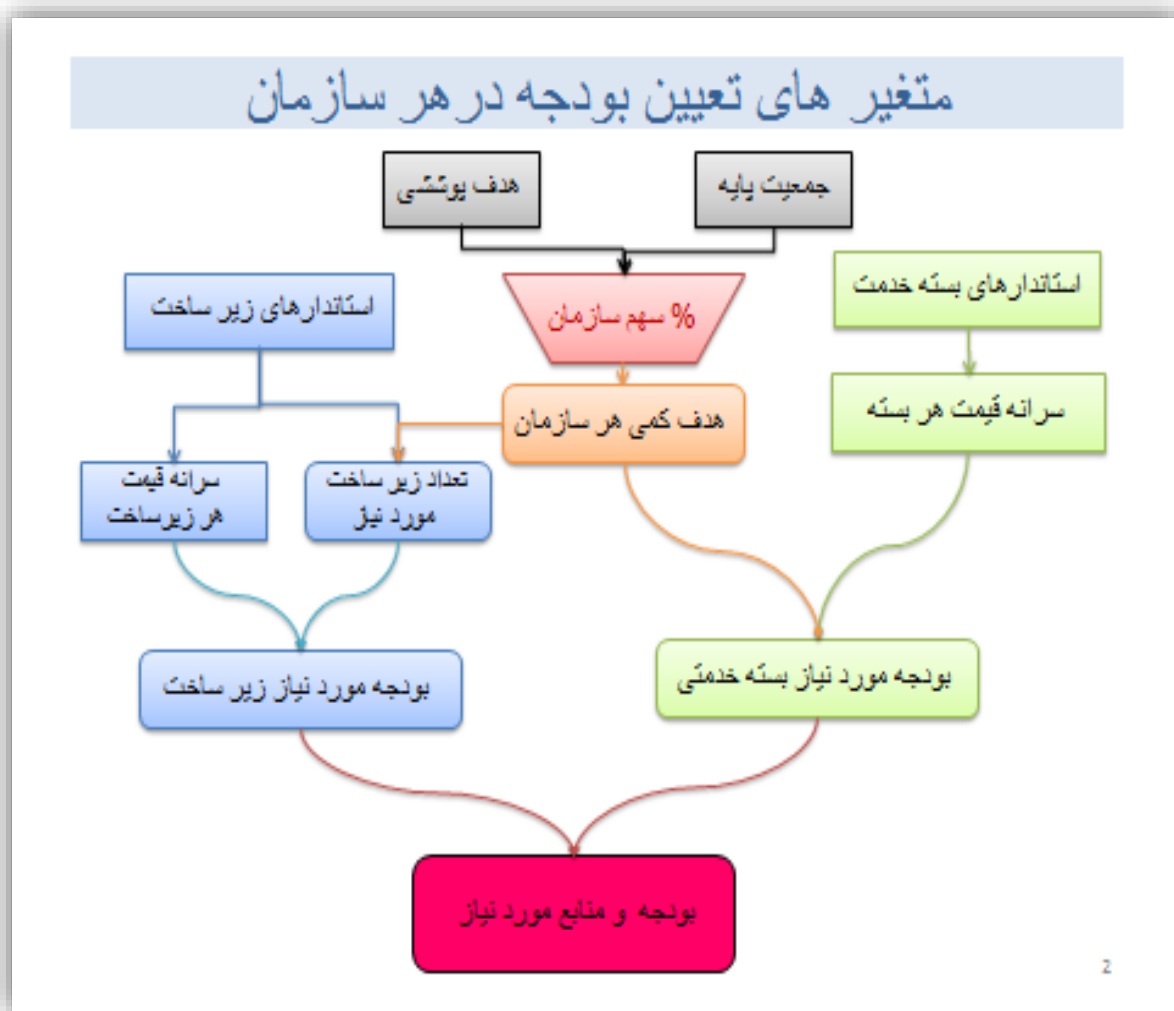 متغیر های تعیین بودجه در هر سازمان
جمعیت پایه
هدف پوششی
استاندارهای بسته خدمت
% سهم سازمان
استاندارهای زیر ساخت
سرانه قیمت هر بسته
هدف کمی هر سازمان
تعداد زیر ساخت
مورد نیاز
سرانه قیمت
هر زیرساخت
بودجه مورد نیاز بسته خدمتی
بودجه مورد نیاز زیر ساخت
بودجه و منابع مورد نیاز
2